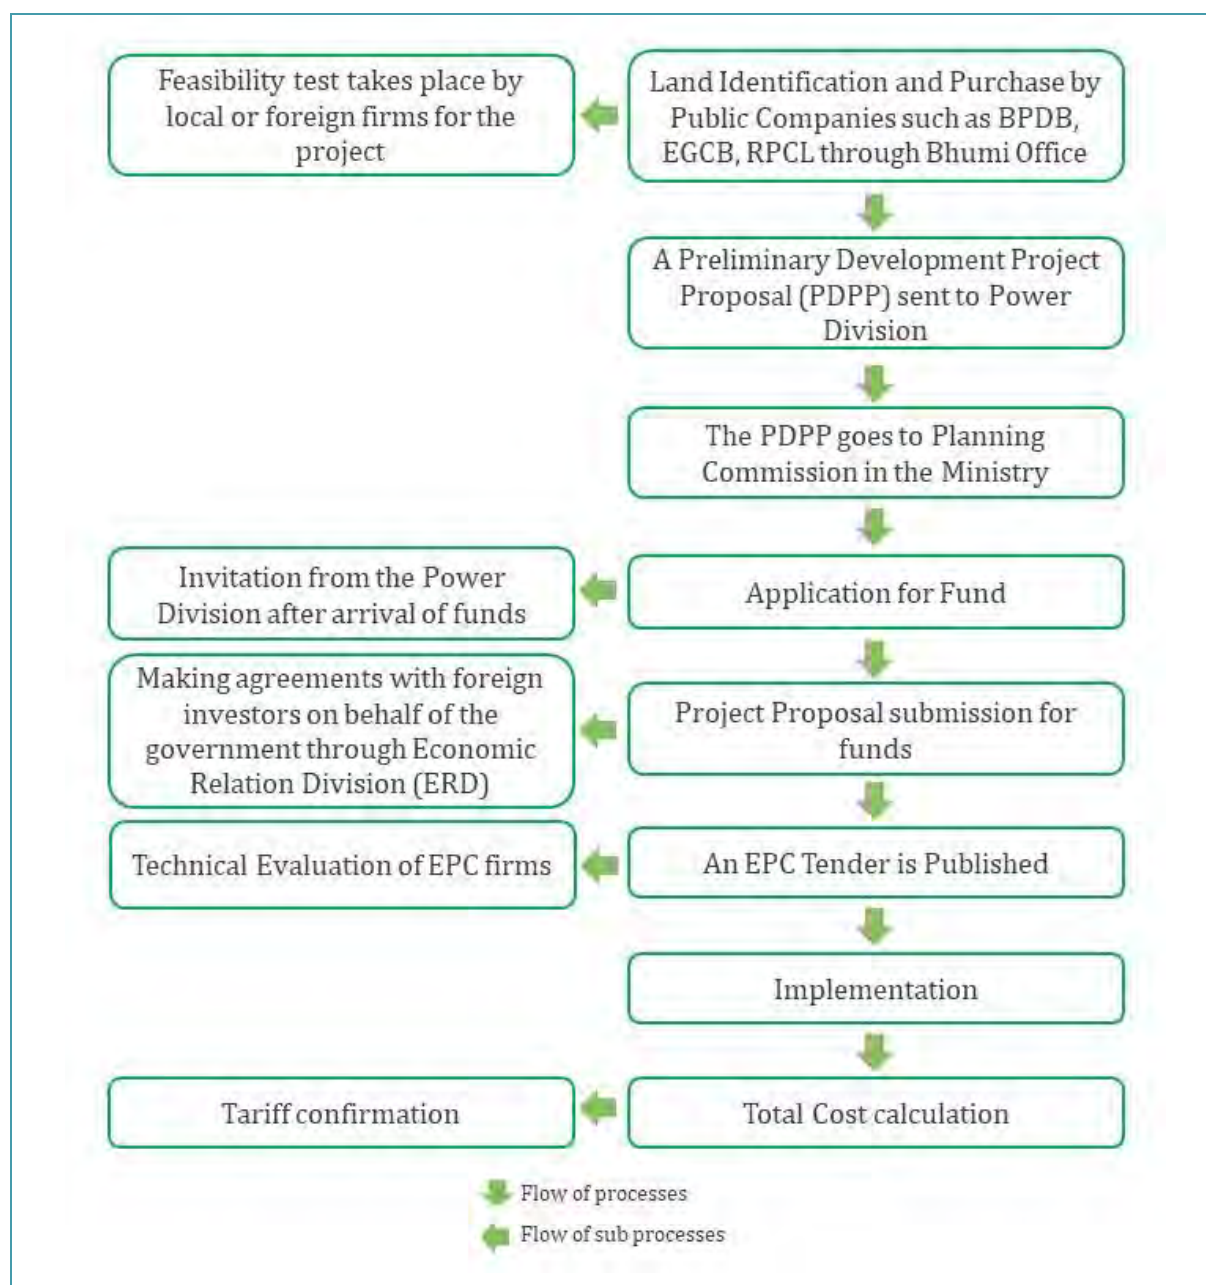 Feasibility test takes place by
local or foreign firms for the
project
Land Identification and Purchase by
Public Companies such as BPDB,
EGCB, RPCL through Bhumi Office
A Preliminary Development Project
Proposal (PDPP) sent to Power
Division
The PDPP goes to Planning
Commission in the Ministry
Invitation from the Power
Division after arrival of funds
Application for Fund
Making agreements with foreign
investors on behalf of the
government through Economic
Relation Division (ERD)
Project Proposal submission for
funds
Technical Evaluation of EPC firms
An EPC Tender is Published
Implementation
Tariff confirmation
Total Cost calculation
Flow of processes
Flow of sub processes